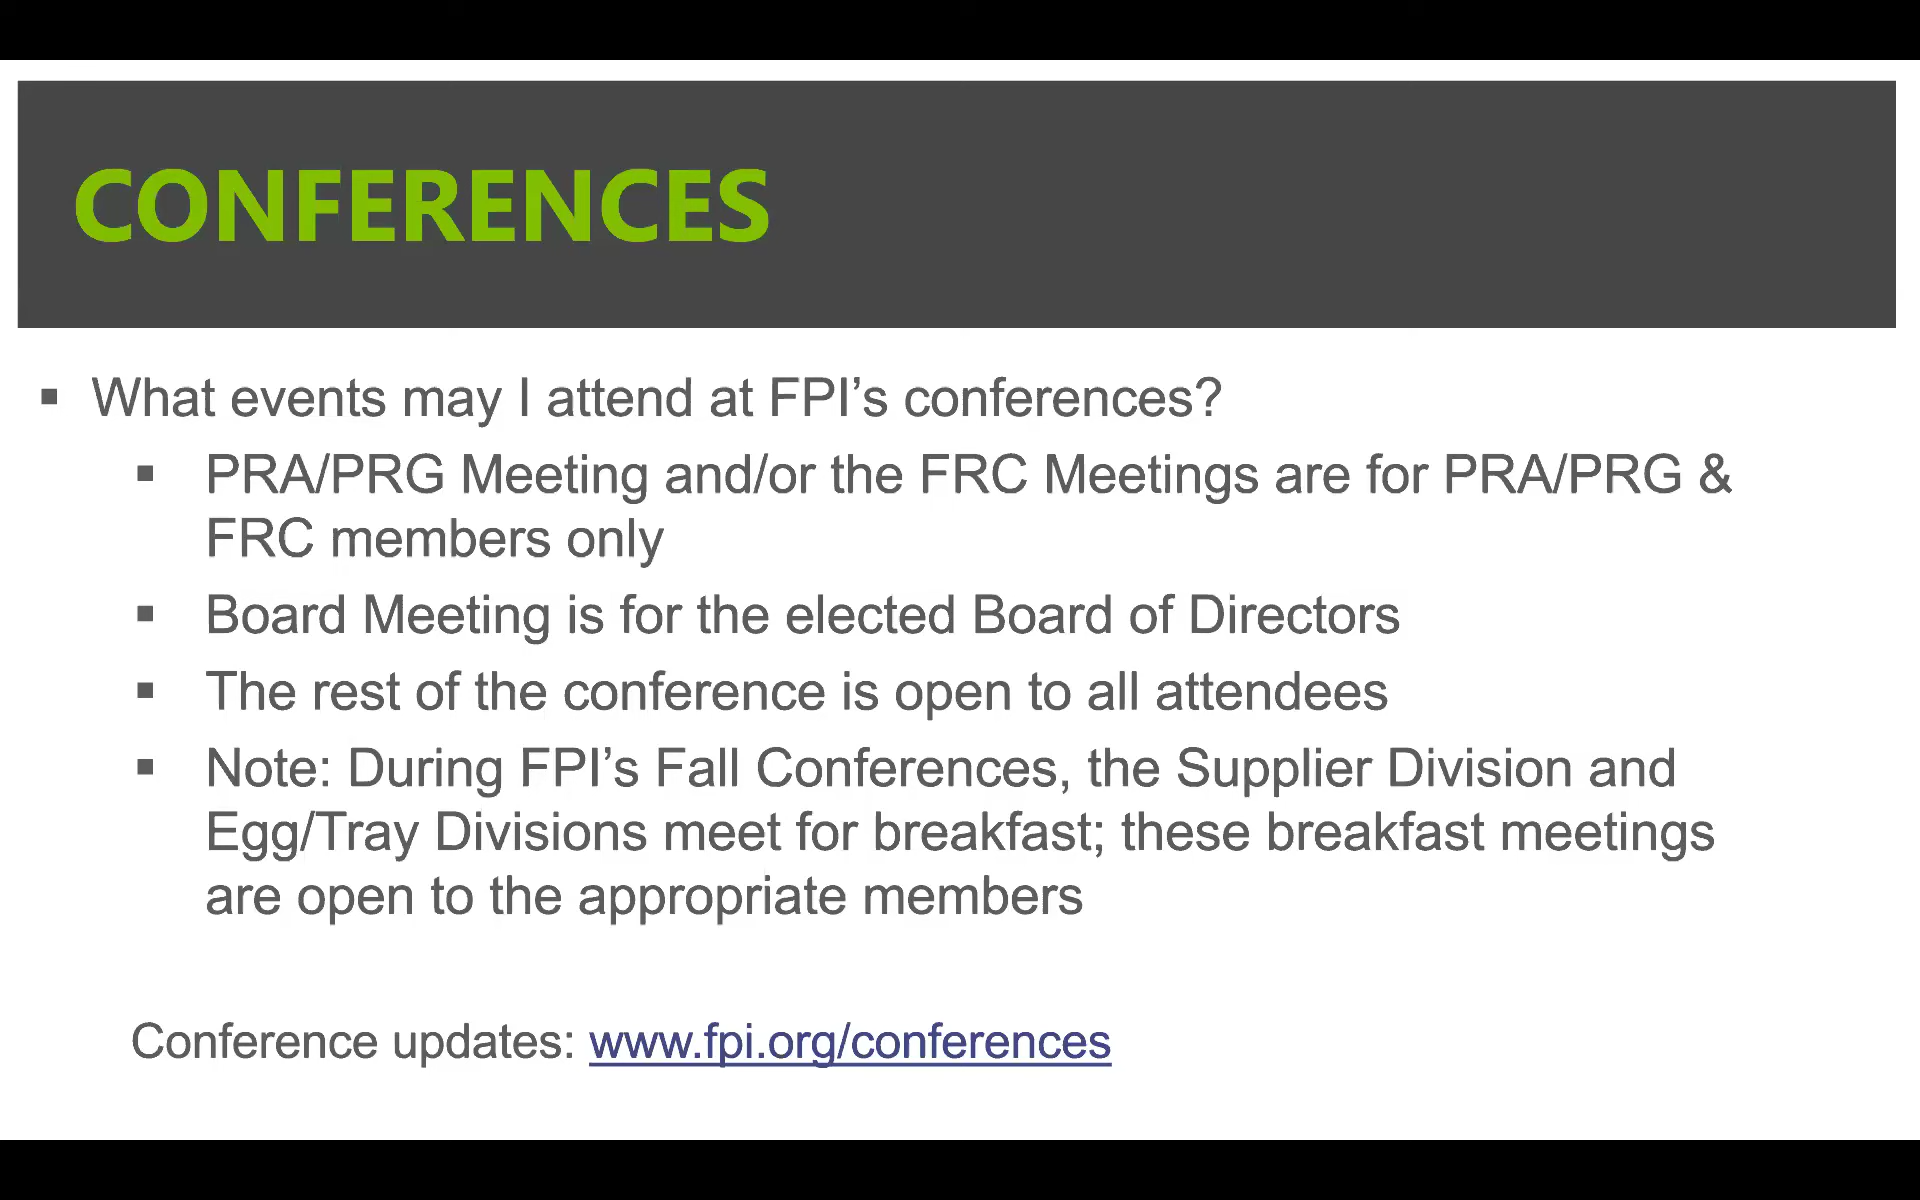 CONFERENCES
▪ What events may I attend at FPI’s conferences?
▪ PRA/PRG Meeting and/or the FRC Meetings are for PRA/PRG &
FRC members only
▪ Board Meeting is for the elected Board of Directors
▪ The rest of the conference is open to all attendees
▪ Note: During FPI’s Fall Conferences, the Supplier Division and
Egg/Tray Divisions meet for breakfast; these breakfast meetings
are open to the appropriate members
Conference updates: www.fpi.org/conferences